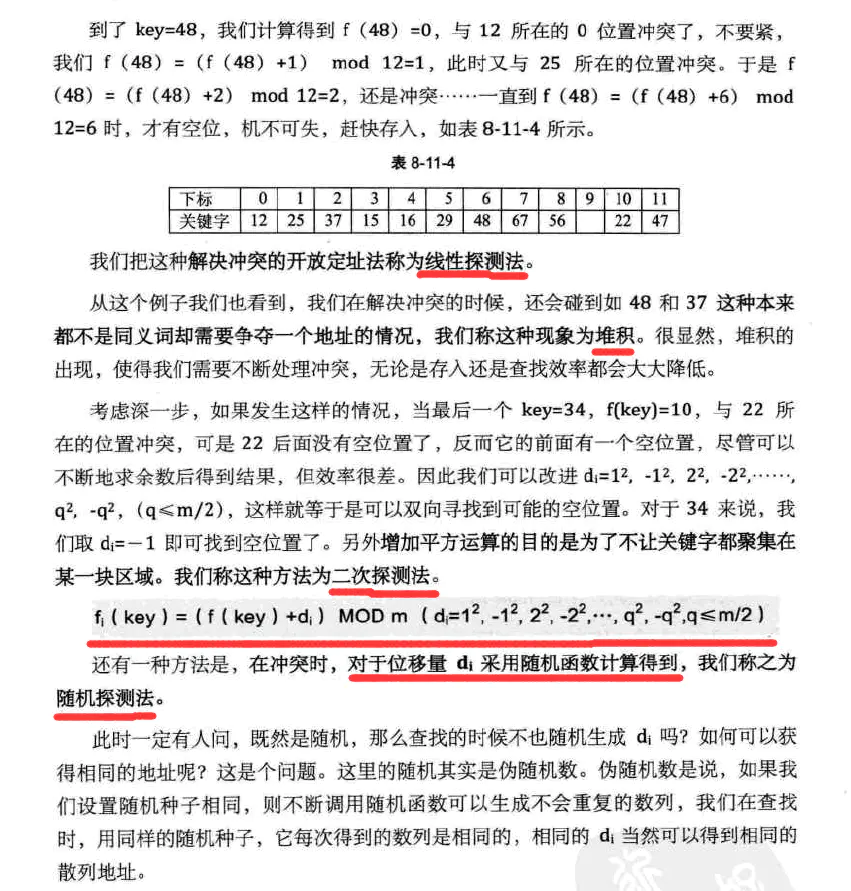 到了 key=48，我们计算得到 f（48）=0，与 12 所在的 0 位置冲突了，不要紧，
我们 f（48）=（f（48）+1） mod 12=1，此时又与 25 所在的位置冲突。于是 f
（48）=（f（48）+2） mod 12=2，还是冲突……一直到 f（48）=（f（48）+6） mod
12=6 时，才有空位，机不可失，赶快存入，如表 8-11-4 所示。
表 8-11-4
下标 0 1 2 3 4 5 6 7 8 9 10 11
关键字 12 25 37 15 16 29 48 67 56 22 47
我们把这种解决冲突的开放定址法称为线性探测法。
从这个例子我们也看到，我们在解决冲突的时候，还会碰到如 48 和 37 这种本来
都不是同义词却需要争夺一个地址的情况，我们称这种现象为堆积。很显然，堆积的
出现，使得我们需要不断处理冲突，无论是存入还是查找效率都会大大降低。
考虑深一步，如果发生这样的情况，当最后一个 key=34，f(key)=10，与 22 所
在的位置冲突，可是 22 后面没有空位置了，反而它的前面有一个空位置，尽管可以
不断地求余数后得到结果，但效率很差。因此我们可以改进 dᵢ=1², -1², 2², -2²,……,
q², -q²，（q≤m/2），这样就等于是可以双向寻找到可能的空位置。对于 34 来说，我
们取 dᵢ=－1 即可找到空位置了。另外增加平方运算的目的是为了不让关键字都聚集在
某一块区域。我们称这种方法为二次探测法。
fᵢ（key）=（f（key）+dᵢ） MOD m （dᵢ=1², -1², 2², -2²,…, q², -q²,q≤m/2）
还有一种方法是，在冲突时，对于位移量 dᵢ 采用随机函数计算得到，我们称之为
随机探测法。
此时一定有人问，既然是随机，那么查找的时候不也随机生成 dᵢ 吗？如何可以获
得相同的地址呢？这是个问题。这里的随机其实是伪随机数。伪随机数是说，如果我
们设置随机种子相同，则不断调用随机函数可以生成不会重复的数列，我们在查找
时，用同样的随机种子，它每次得到的数列是相同的，相同的 dᵢ 当然可以得到相同的
散列地址。